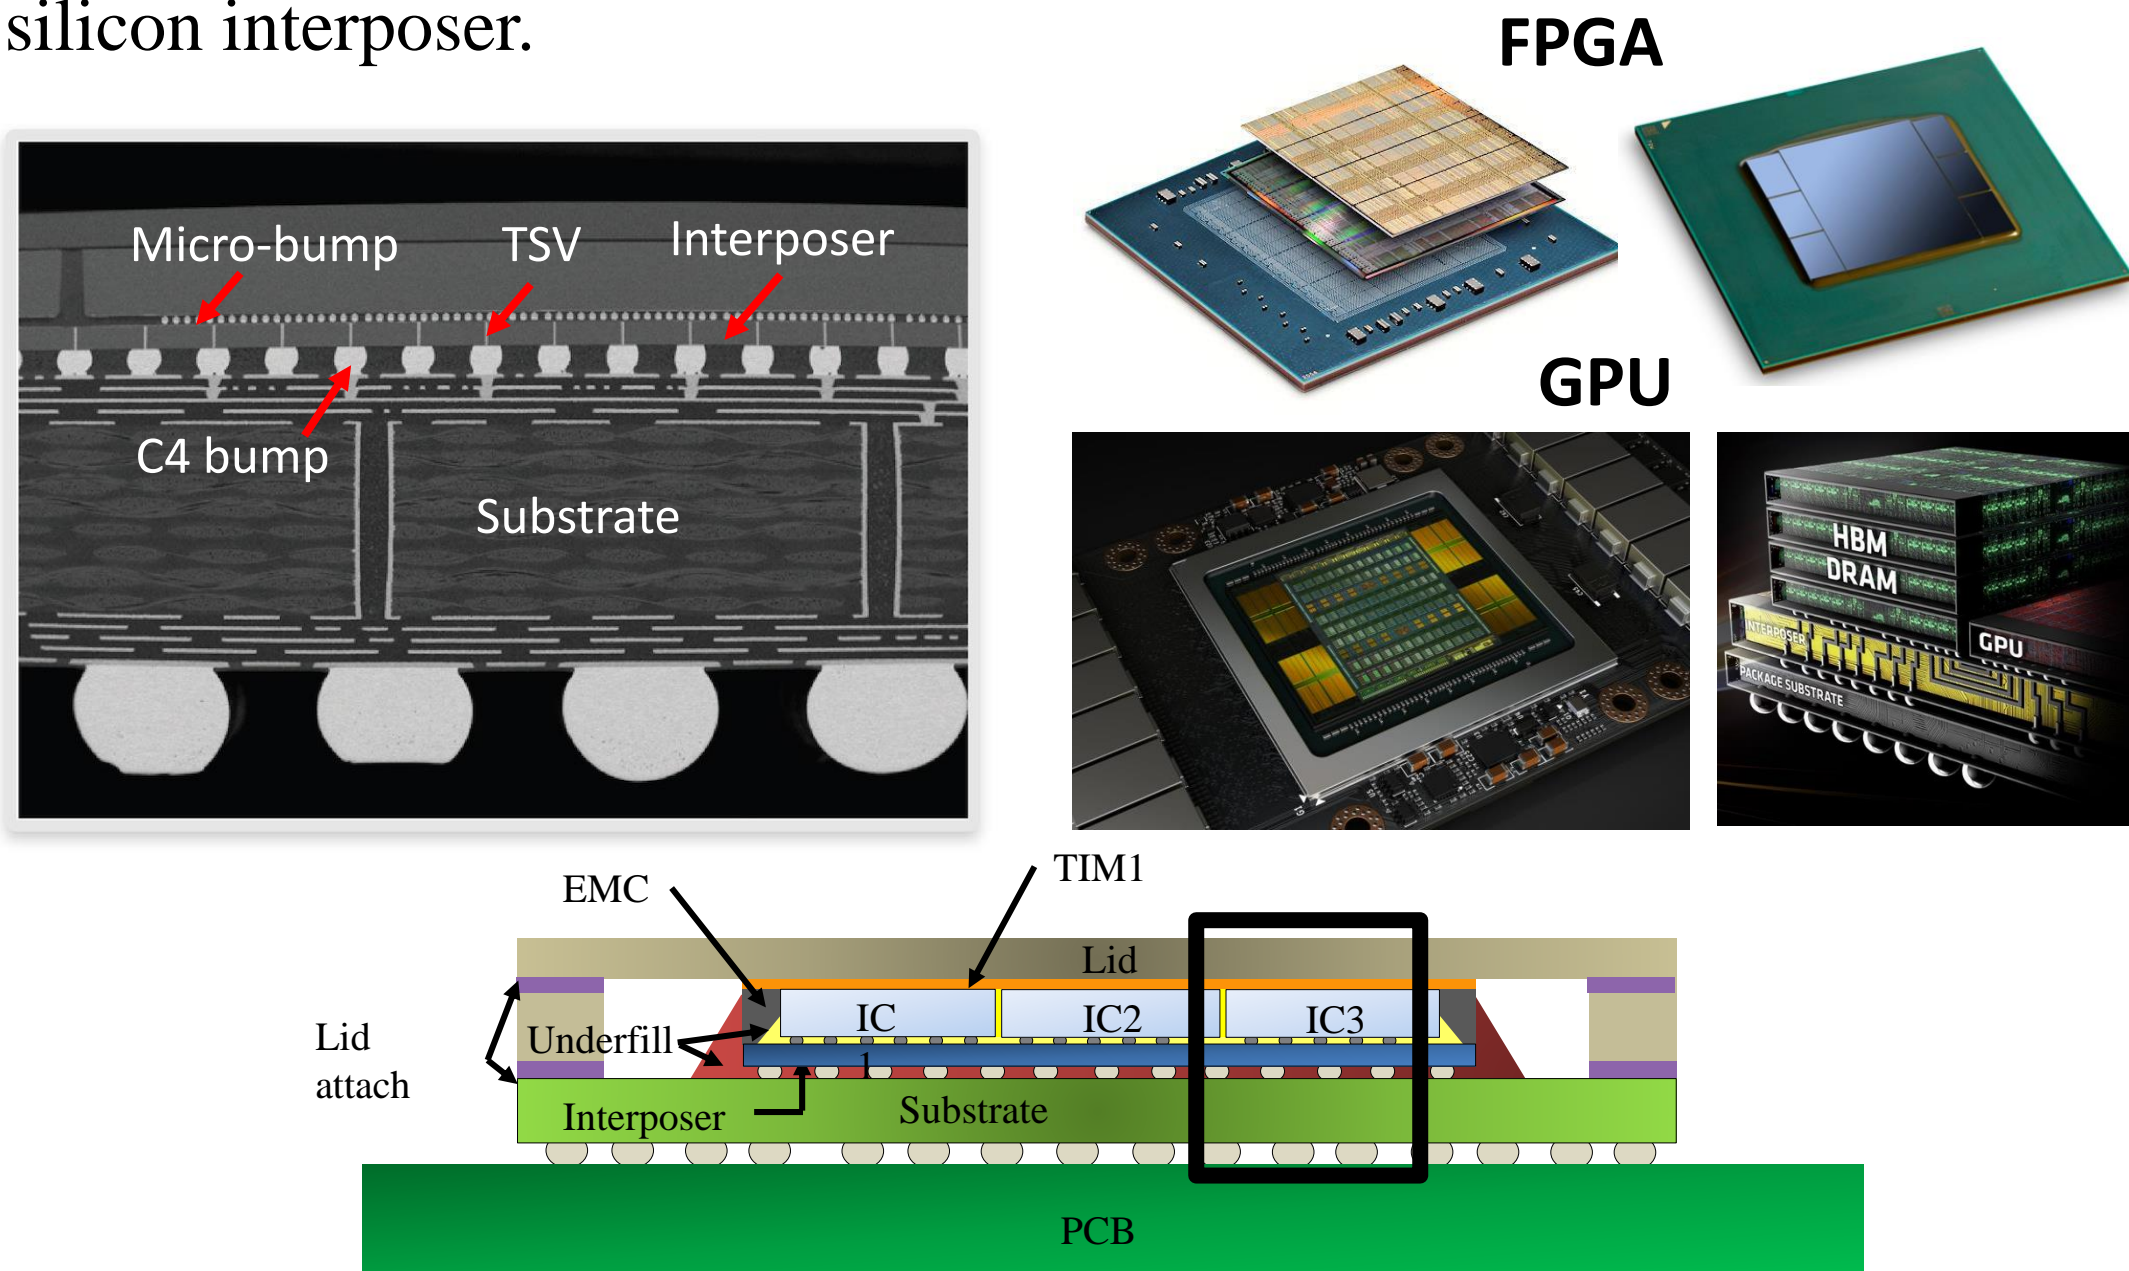 silicon interposer.
FPGA
Micro-bump
TSV
Interposer
C4 bump
Substrate
GPU
HBM
DRAM
INTERPOSER
GPU
PACKAGE SUBSTRATE
EMC
TIM1
Lid
IC
1
IC2
IC3
Lid
attach
Underfill
Interposer
Substrate
PCB